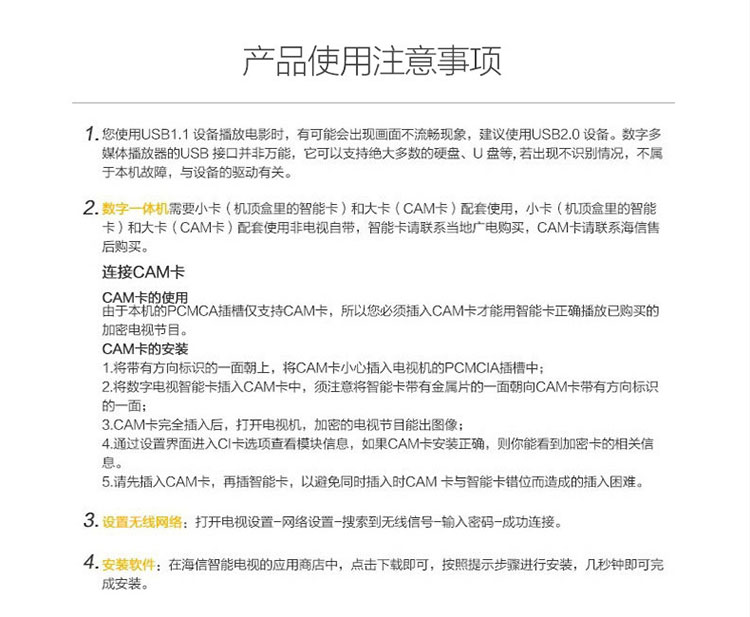 产品使用注意事项
1.您使用USB1.1 设备播放电影时，有可能会出现画面不流畅现象，建议使用USB2.0 设备。数字多
媒体播放器的USB 接口并非万能，它可以支持绝大多数的硬盘、U 盘等, 若出现不识别情况，不属
于本机故障，与设备的驱动有关。
2.数字一体机需要小卡（机顶盒里的智能卡）和大卡（CAM卡）配套使用，小卡（机顶盒里的智能
卡）和大卡（CAM卡）配套使用非电视自带，智能卡请联系当地广电购买，CAM卡请联系海信售
后购买。
连接CAM卡
CAM卡的使用
由于本机的PCMCA插槽仅支持CAM卡，所以您必须插入CAM卡才能用智能卡正确播放已购买的
加密电视节目。
CAM卡的安装
1.将带有方向标识的一面朝上，将CAM卡小心插入电视机的PCMCIA插槽中；
2.将数字电视智能卡插入CAM卡中，须注意将智能卡带有金属片的一面朝向CAM卡带有方向标识
的一面；
3.CAM卡完全插入后，打开电视机，加密的电视节目能出图像；
4.通过设置界面进入CI卡选项查看模块信息，如果CAM卡安装正确，则你能看到加密卡的相关信
息。
5.请先插入CAM卡，再插智能卡，以避免同时插入时CAM 卡与智能卡错位而造成的插入困难。
3.设置无线网络：打开电视设置-网络设置-搜索到无线信号-输入密码-成功连接。
4.安装软件：在海信智能电视的应用商店中，点击下载即可，按照提示步骤进行安装，几秒钟即可完
成安装。